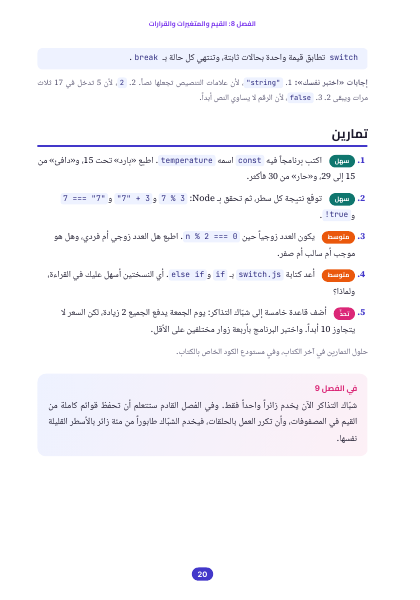 الفصل 8: القيم والمتغيرات والقرارات
switch تطابق قيمة واحدة بحالات ثابتة، وتنتهي كل حالة بـ break .
إجابات «اختبر نفسك»: 1. "string" ، لأن علامات التنصيص تجعلها نصاً. 2. 2 ، لأن 5 تدخل في 17 ثلاث
مرات ويبقى 2. 3. false ، لأن الرقم لا يساوي النص أبداً.
تمارين
1. سهل اكتب برنامجاً فيه const اسمه temperature . اطبع «بارد» تحت 15، و«دافئ» من
15 إلى 29، و«حار» من 30 فأكثر.
2. سهل توقع نتيجة كل سطر، ثم تحقق بـ Node: 7 % 3 و "7" + 3 و 7 === "7"
و !true .
3. متوسط يكون العدد زوجياً حين n % 2 === 0 . اطبع هل العدد زوجي أم فردي، وهل هو
موجب أم سالب أم صفر.
4. متوسط أعد كتابة switch.js بـ if و else if . أي النسختين أسهل عليك في القراءة،
ولماذا؟
5. تحدٍّ أضف قاعدة خامسة إلى شبّاك التذاكر: يوم الجمعة يدفع الجميع 2 زيادة، لكن السعر لا
يتجاوز 10 أبداً. واختبر البرنامج بأربعة زوار مختلفين على الأقل.
حلول التمارين في آخر الكتاب، وفي مستودع الكود الخاص بالكتاب.
في الفصل 9
شبّاك التذاكر الآن يخدم زائراً واحداً فقط. وفي الفصل القادم ستتعلم أن تحفظ قوائم كاملة من
القيم في المصفوفات، وأن تكرر العمل بالحلقات، فيخدم الشبّاك طابوراً من مئة زائر بالأسطر القليلة
نفسها.
20